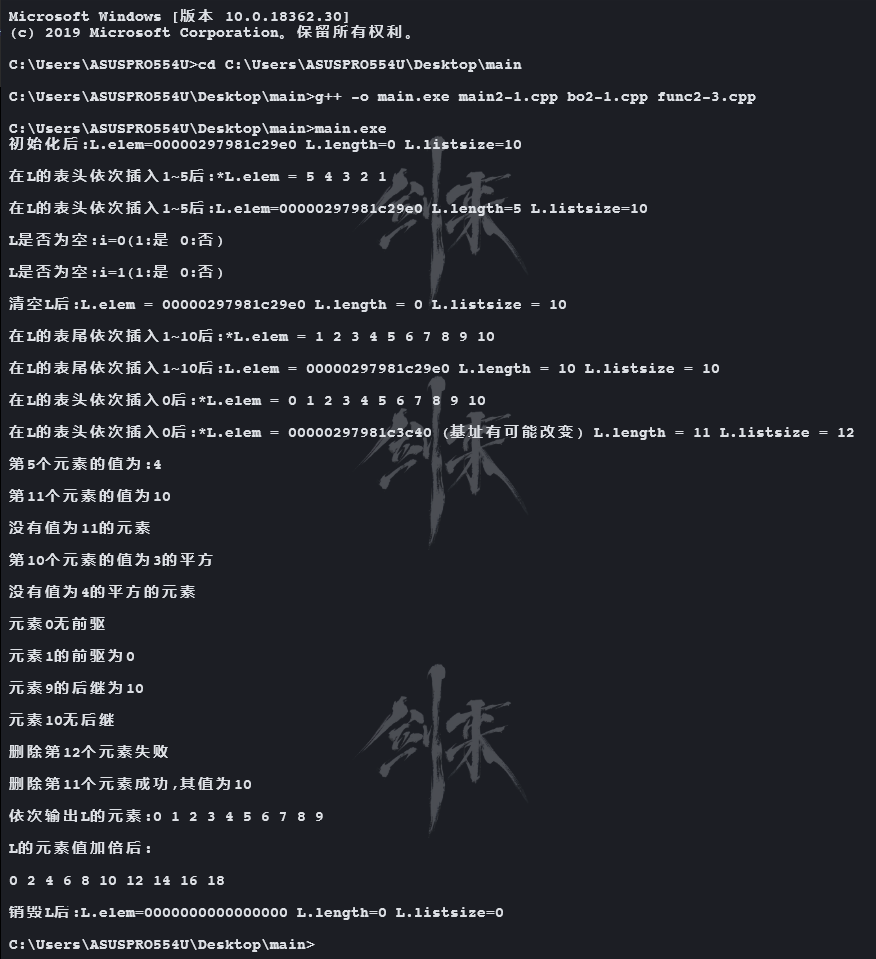 Microsoft Windows [版本 10.0.18362.30]
(c) 2019 Microsoft Corporation。保留所有权利。
C:\Users\ASUSPRO554U>cd C:\Users\ASUSPRO554U\Desktop\main
C:\Users\ASUSPRO554U\Desktop\main>g++ -o main.exe main2-1.cpp bo2-1.cpp func2-3.cpp
C:\Users\ASUSPRO554U\Desktop\main>main.exe
初始化后:L.elem=00000297981c29e0 L.length=0 L.listsize=10
在L的表头依次插入1~5后:*L.elem = 5 4 3 2 1
在L的表头依次插入1~5后:L.elem=00000297981c29e0 L.length=5 L.listsize=10
L是否为空:i=0(1:是 0:否)
L是否为空:i=1(1:是 0:否)
清空L后:L.elem = 00000297981c29e0 L.length = 0 L.listsize = 10
在L的表尾依次插入1~10后:*L.elem = 1 2 3 4 5 6 7 8 9 10
在L的表尾依次插入1~10后:L.elem = 00000297981c29e0 L.length = 10 L.listsize = 10
在L的表头依次插入0后:*L.elem = 0 1 2 3 4 5 6 7 8 9 10
在L的表头依次插入0后:*L.elem = 00000297981c3c40 (基址有可能改变) L.length = 11 L.listsize = 12
第5个元素的值为:4
第11个元素的值为10
没有值为11的元素
第10个元素的值为3的平方
没有值为4的平方的元素
元素0无前驱
元素1的前驱为0
元素9的后继为10
元素10无后继
删除第12个元素失败
删除第11个元素成功,其值为10
依次输出L的元素:0 1 2 3 4 5 6 7 8 9
L的元素值加倍后:
0 2 4 6 8 10 12 14 16 18
销毁L后:L.elem=0000000000000000 L.length=0 L.listsize=0
C:\Users\ASUSPRO554U\Desktop\main>
剑来
剑来
剑来